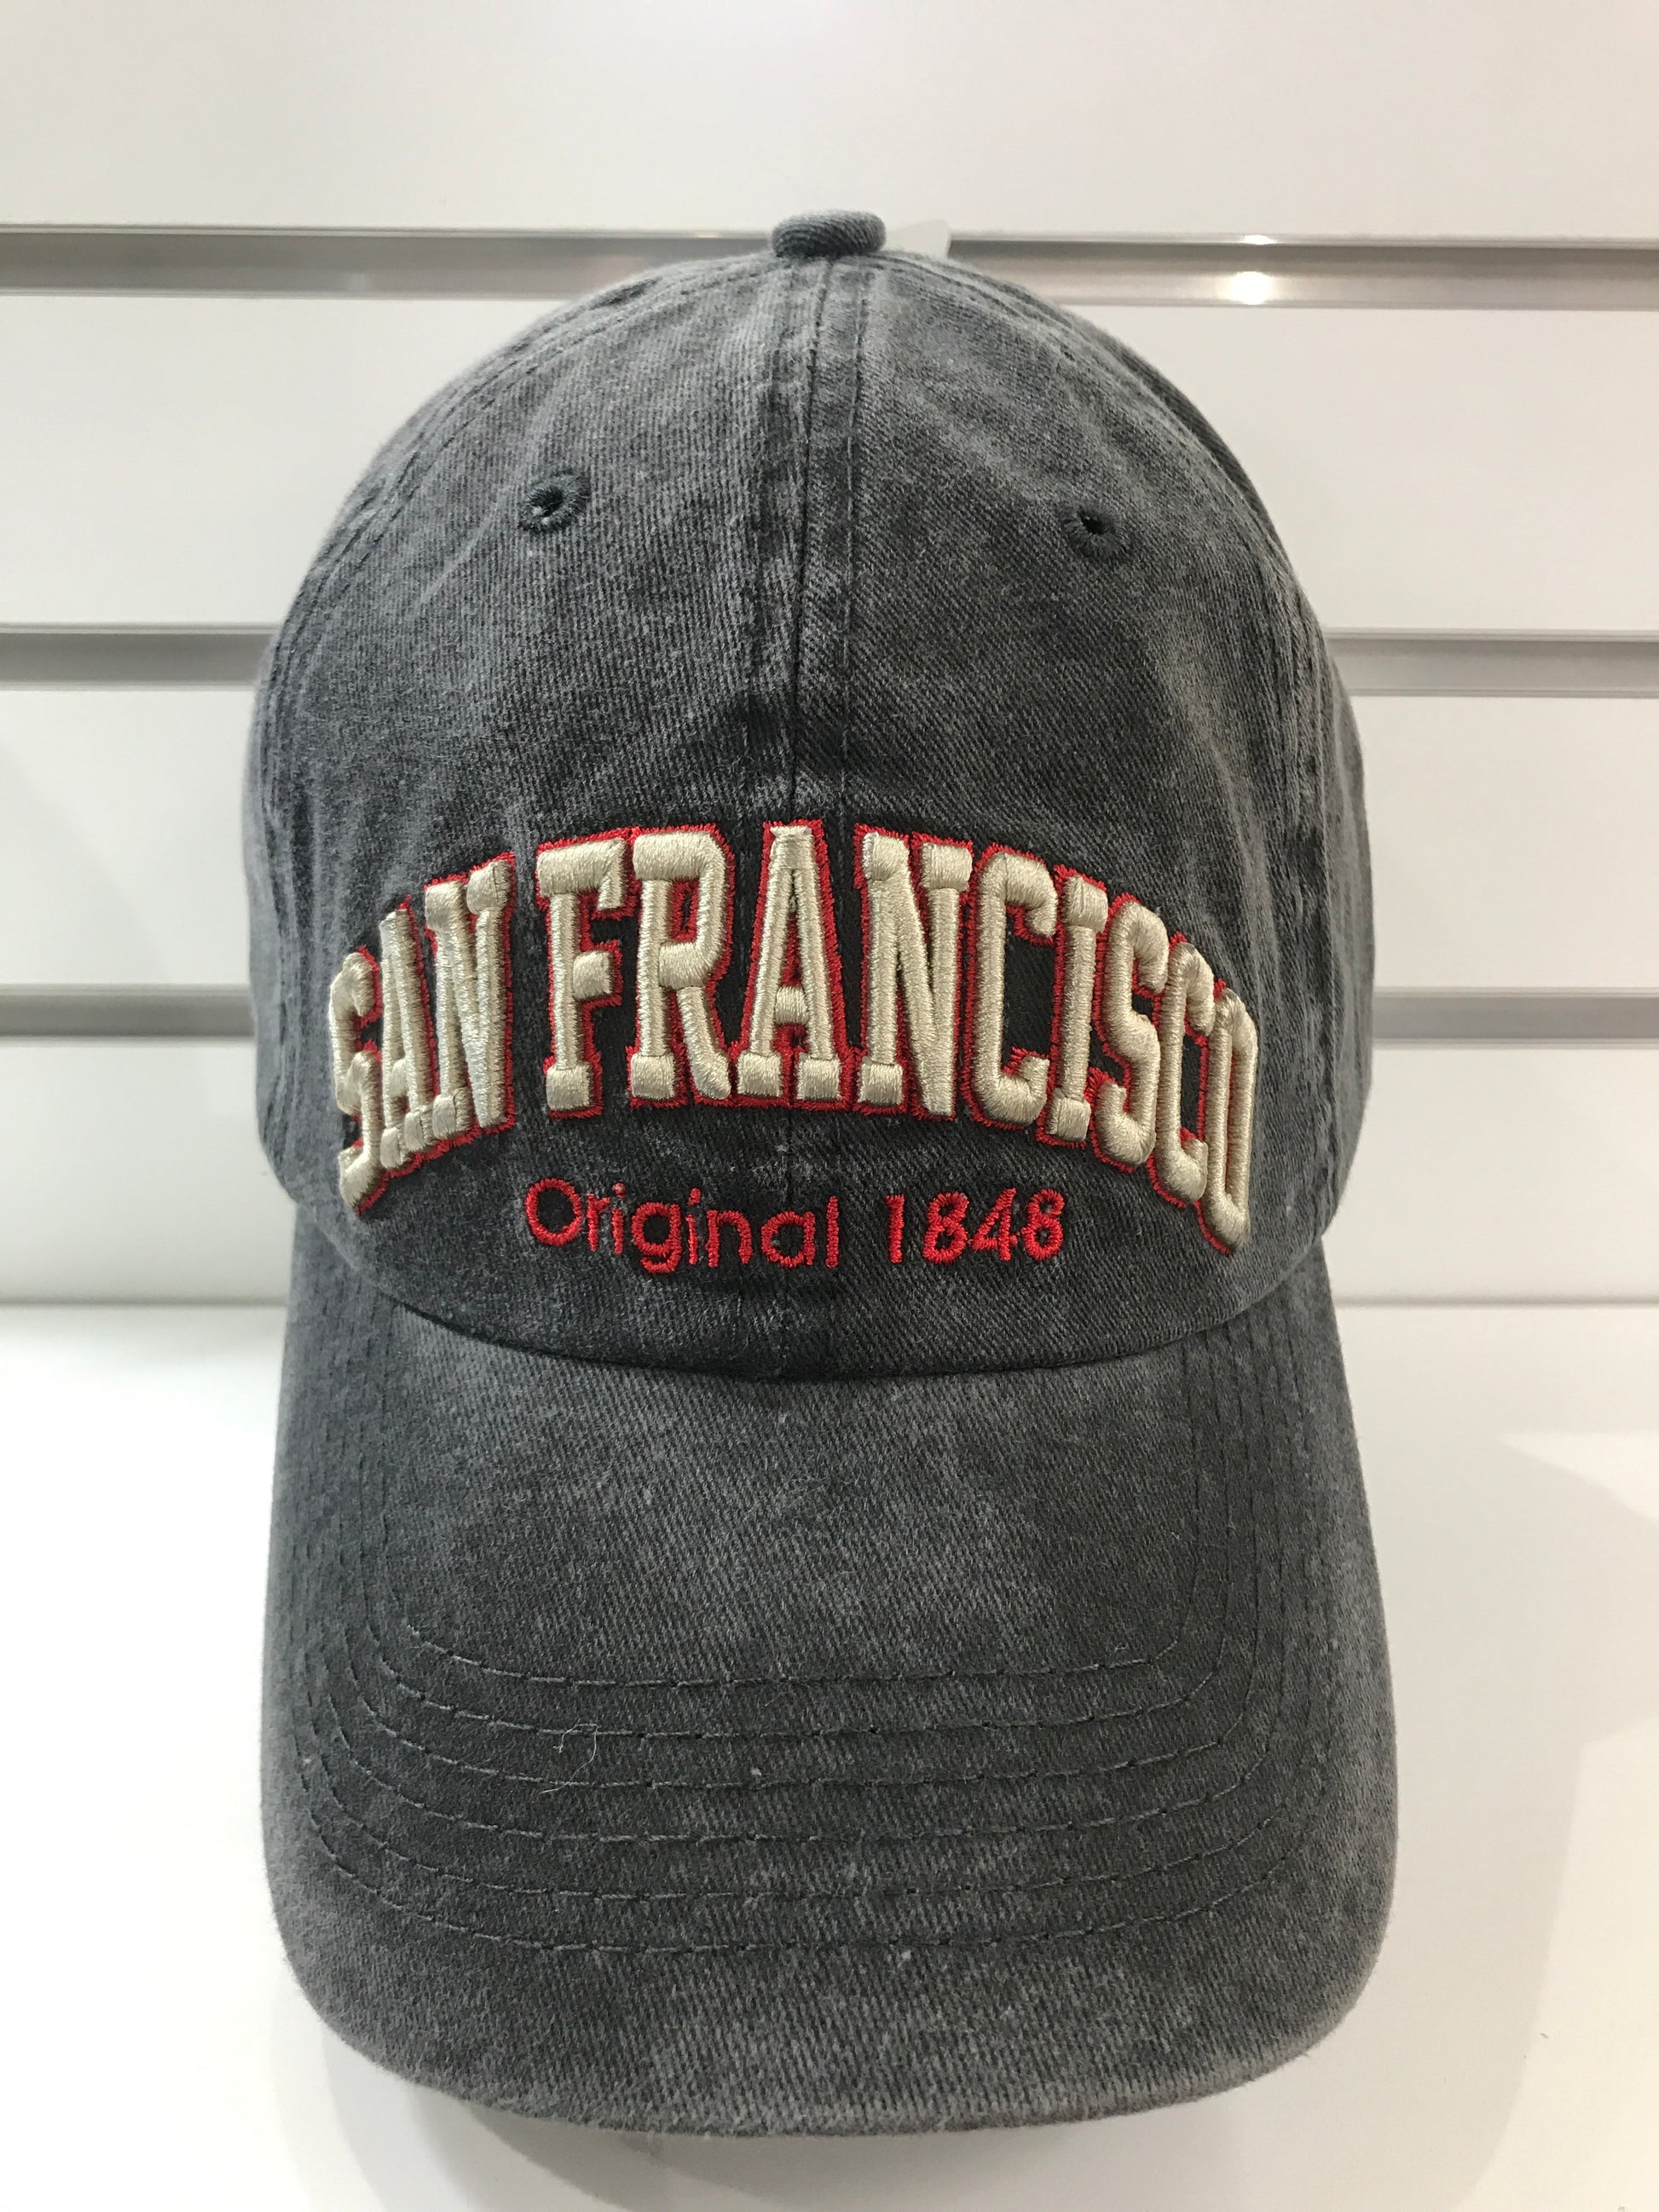 SAN FRANCISCO
Original 1848